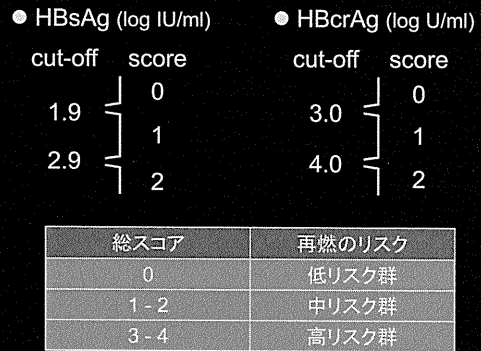 ● HBsAg (log IU/ml) ● HBcrAg (log U/ml)
cut-off score cut-off score
0 0
1.9 3.0
1 1
2.9 4.0
2 2
総スコア 再燃のリスク
0 低リスク群
1 - 2 中リスク群
3 - 4 高リスク群